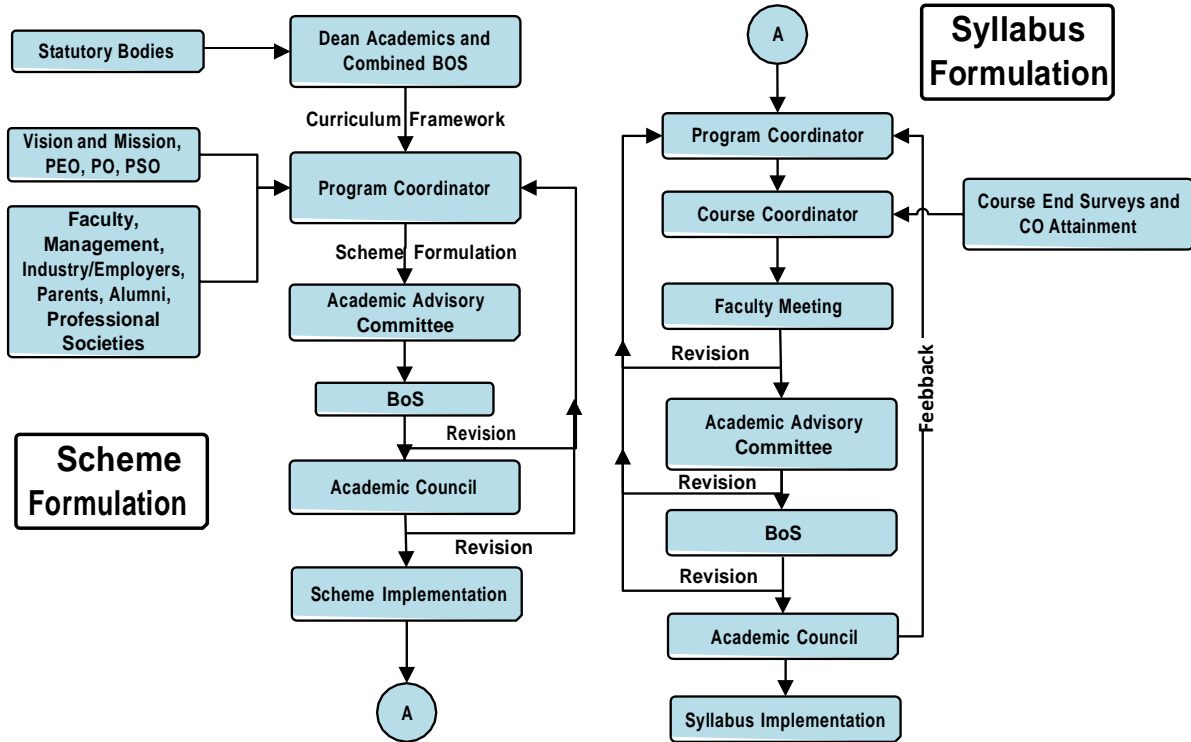 Statutory Bodies
Dean Academics and
Combined BOS
Curriculum Framework
Vision and Mission,
PEO, PO, PSO
Program Coordinator
Faculty,
Management,
Industry/Employers,
Parents, Alumni,
Professional
Societies
Scheme Formulation
Academic Advisory
Committee
BoS
Revision
Scheme
Formulation
Academic Council
Revision
Scheme Implementation
A
A
Syllabus
Formulation
Program Coordinator
Course Coordinator
Course End Surveys and
CO Attainment
Faculty Meeting
Revision
Feebback
Academic Advisory
Committee
Revision
BoS
Revision
Academic Council
Syllabus Implementation